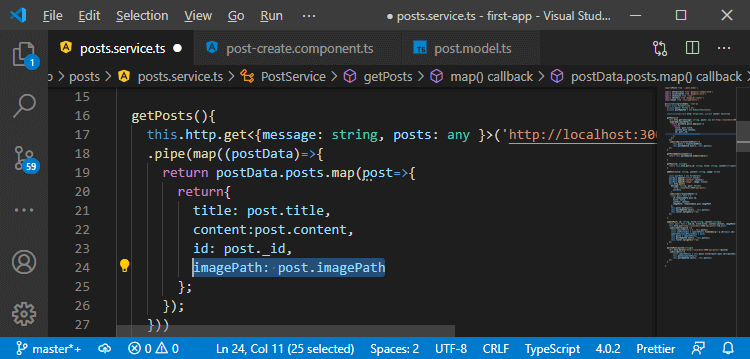 File Edit Selection View Go Run ··· posts.service.ts - first-app - Visual Stud...
posts.service.ts post-create.component.ts TS post.model.ts
posts > posts.service.ts > PostService > getPosts > map() callback > postData.posts.map() callback
15
16 getPosts(){
17 this.http.get<{message: string, posts: any }>('http://localhost:300
18 .pipe(map((postData)=>{
19 return postData.posts.map(post=>{
20 return{
21 title: post.title,
22 content:post.content,
23 id: post._id,
24 imagePath: post.imagePath
25 };
26 });
27 }))
1
59
master*+ 0 0 Ln 24, Col 11 (25 selected) Spaces: 2 UTF-8 CRLF TypeScript 4.0.2 Prettier